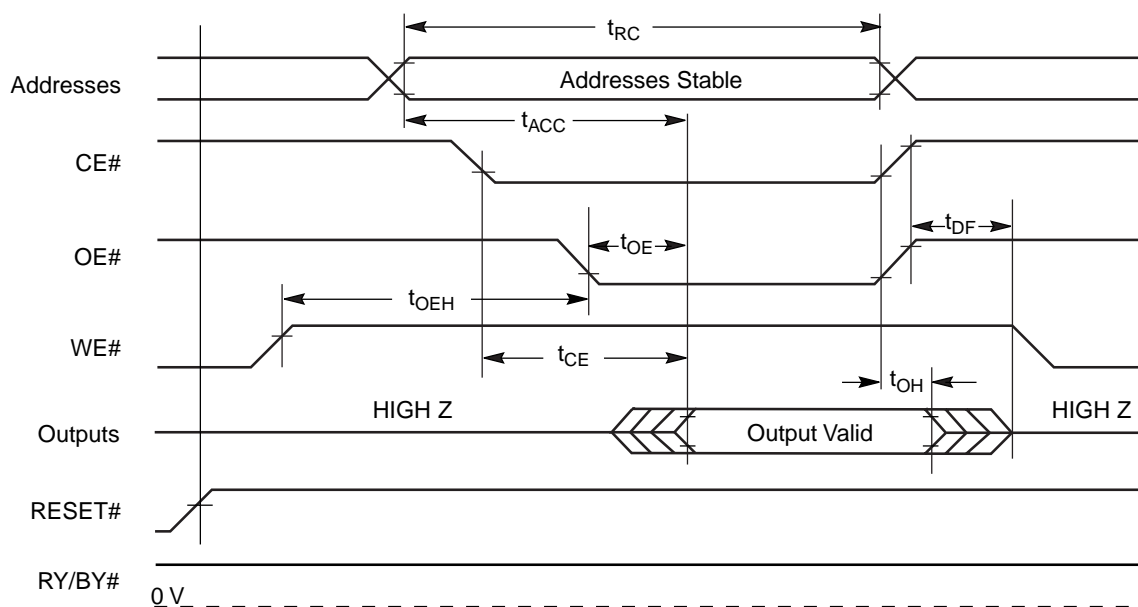 tRC
Addresses
Addresses Stable
tACC
CE#
tDF
OE#
tOE
tOEH
WE#
tCE
tOH
HIGH Z
HIGH Z
Outputs
Output Valid
RESET#
RY/BY#
0 V